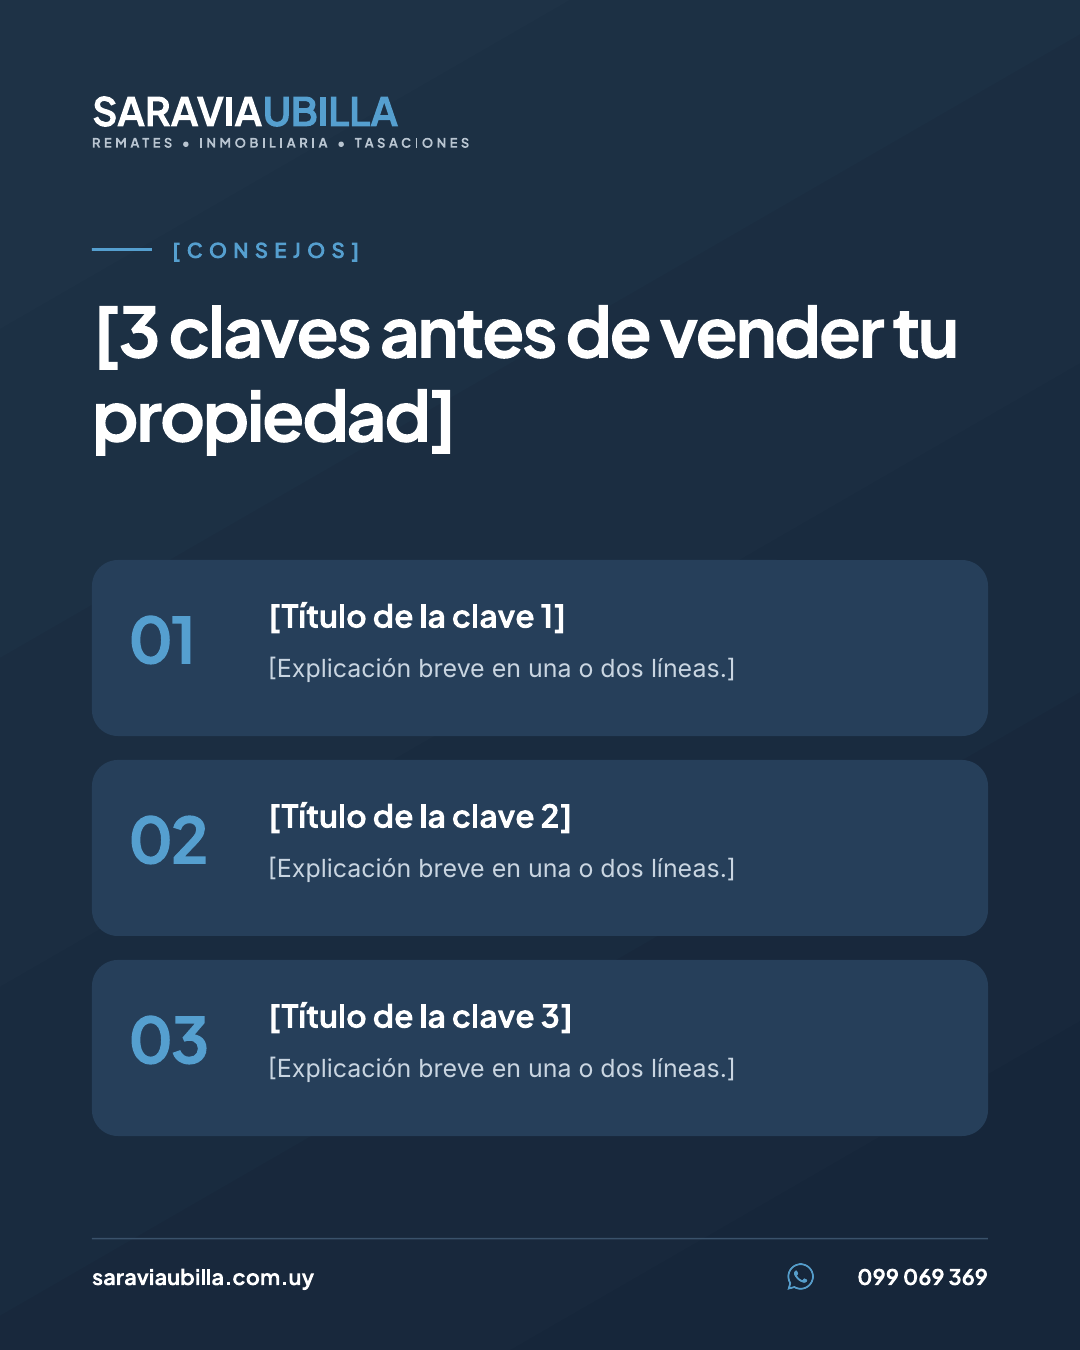 SARAVIAUBILLA
REMATES • INMOBILIARIA • TASACIONES
[CONSEJOS]
[3 claves antes de vender tu
propiedad]
01
[Título de la clave 1]
[Explicación breve en una o dos líneas.]
02
[Título de la clave 2]
[Explicación breve en una o dos líneas.]
03
[Título de la clave 3]
[Explicación breve en una o dos líneas.]
saraviaubilla.com.uy
099 069 369